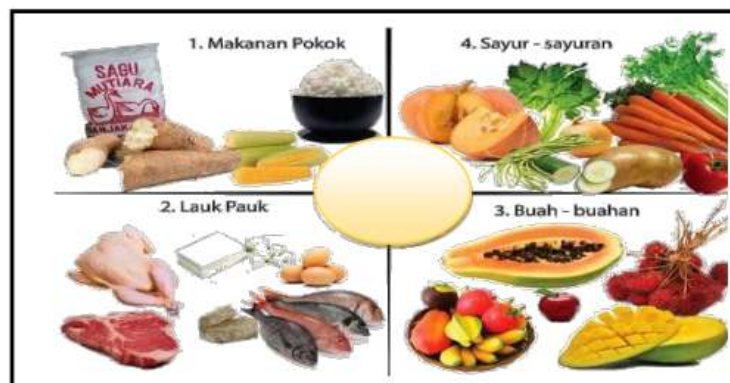 1. Makanan Pokok
SAGU
MUTIARA
4. Sayur - sayuran
2. Lauk Pauk
3. Buah - buahan